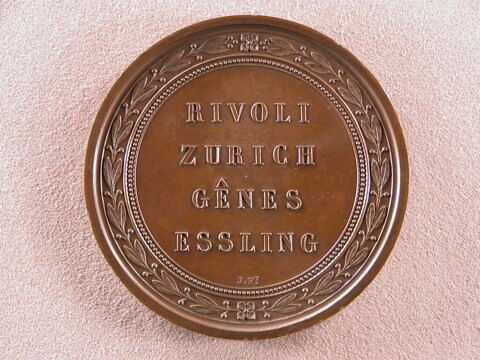 RIVOLI
ZURICH
GÊNES
ESSLING